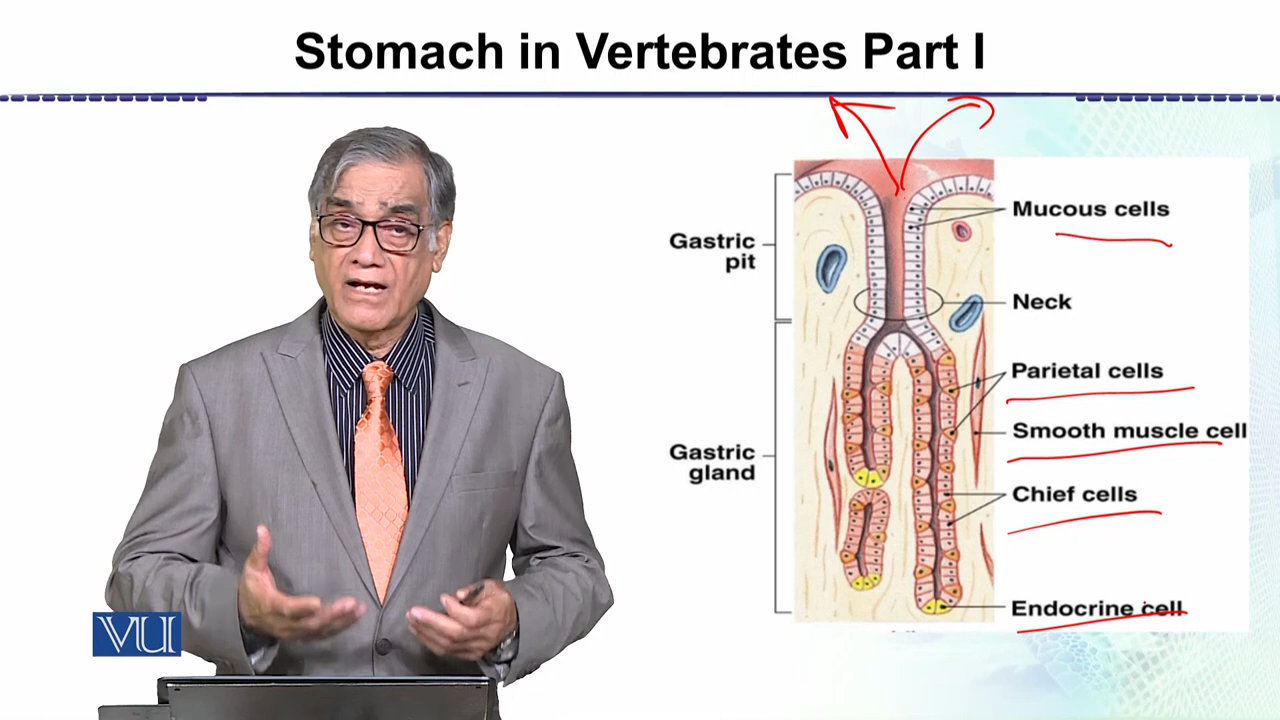 Stomach in Vertebrates Part I
Gastric
pit
Mucous cells
Neck
Parietal cells
Smooth muscle cell
Gastric
gland
Chief cells
Endocrine cell
VU